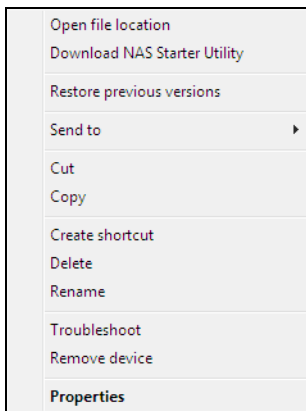 Open file location
Download NAS Starter Utility
Restore previous versions
Send to
Cut
Copy
Create shortcut
Delete
Rename
Troubleshoot
Remove device
Properties